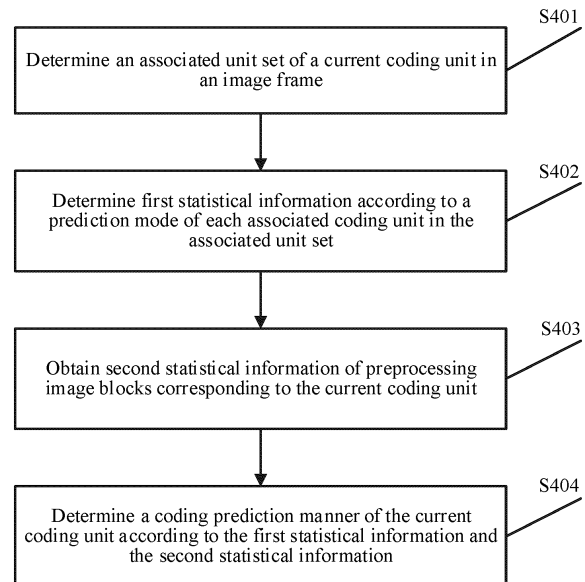 S401
Determine an associated unit set of a current coding unit in
an image frame
S402
Determine first statistical information according to a
prediction mode of each associated coding unit in the
associated unit set
S403
Obtain second statistical information of preprocessing
image blocks corresponding to the current coding unit
S404
Determine a coding prediction manner of the current
coding unit according to the first statistical information and
the second statistical information